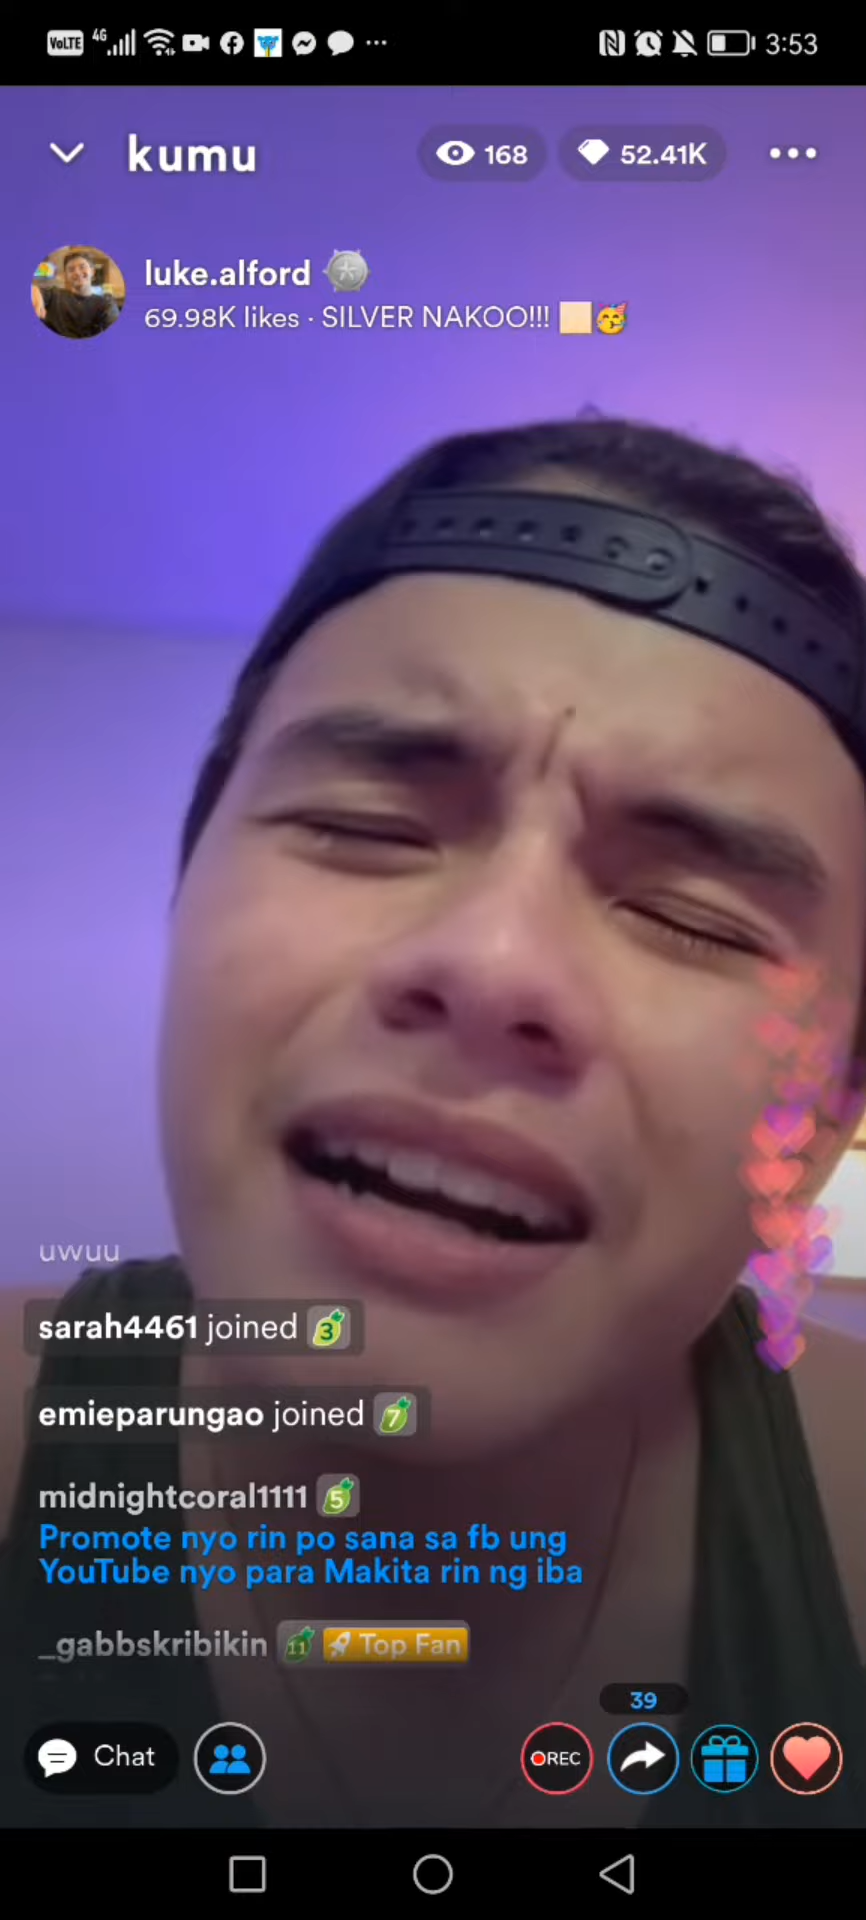 VoLTE 4G 3:53
kumu 168 52.41K
luke.alford
69.98K likes · SILVER NAKOO!!!
uwuu
sarah4461 joined 3
emieparungao joined 7
midnightcoral1111 5
Promote nyo rin po sana sa fb ung
YouTube nyo para Makita rin ng iba
_gabbskribikin 11 Top Fan
39
Chat REC